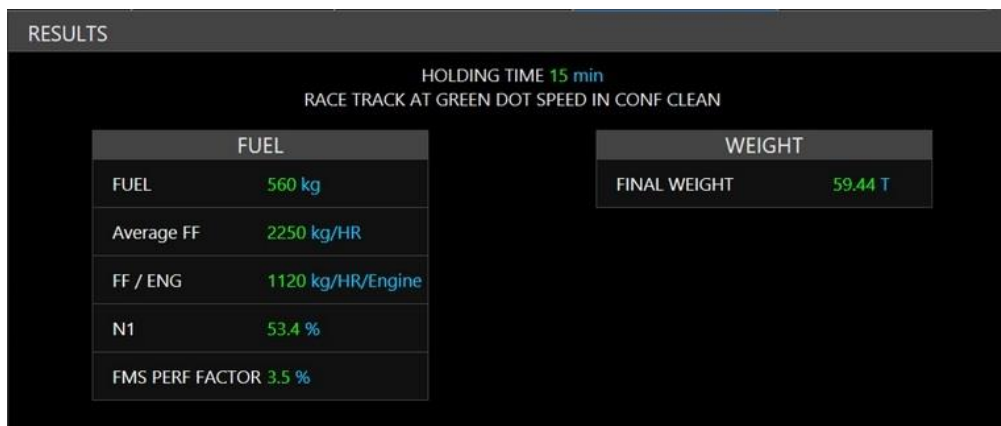 RESULTS
HOLDING TIME 15 min
RACE TRACK AT GREEN DOT SPEED IN CONF CLEAN
FUEL
FUEL 560 kg
Average FF 2250 kg/HR
FF / ENG 1120 kg/HR/Engine
N1 53.4 %
FMS PERF FACTOR 3.5 %
WEIGHT
FINAL WEIGHT 59.44 T